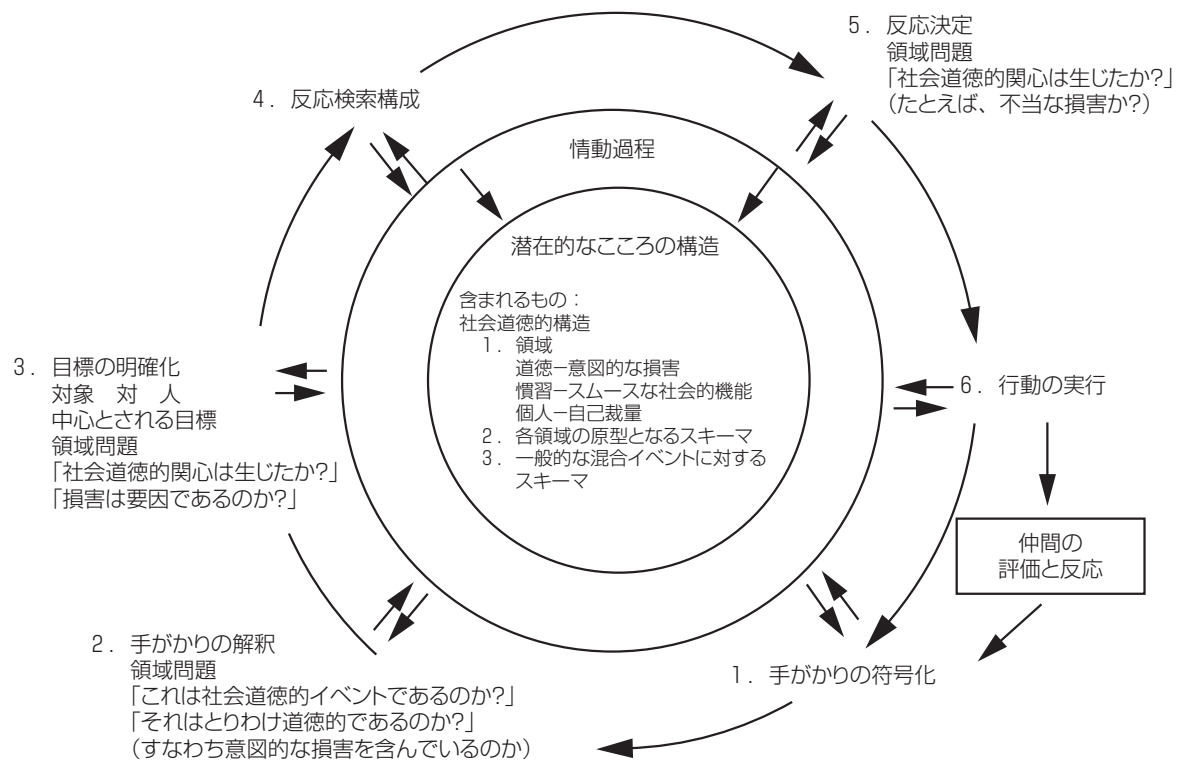 5. 反応決定
領域問題
「社会道徳的関心は生じたか?」
(たとえば、不当な損害か?)
4. 反応検索構成
情動過程
潜在的なこころの構造
含まれるもの：
社会道徳的構造
1. 領域
道徳−意図的な損害
慣習−スムースな社会的機能
個人−自己裁量
2. 各領域の原型となるスキーマ
3. 一般的な混合イベントに対する
スキーマ
3. 目標の明確化
対象 対 人
中心とされる目標
領域問題
「社会道徳的関心は生じたか?」
「損害は要因であるのか?」
6. 行動の実行
仲間の
評価と反応
2. 手がかりの解釈
領域問題
「これは社会道徳的イベントであるのか?」
「それはとりわけ道徳的であるのか?」
(すなわち意図的な損害を含んでいるのか)
1. 手がかりの符号化